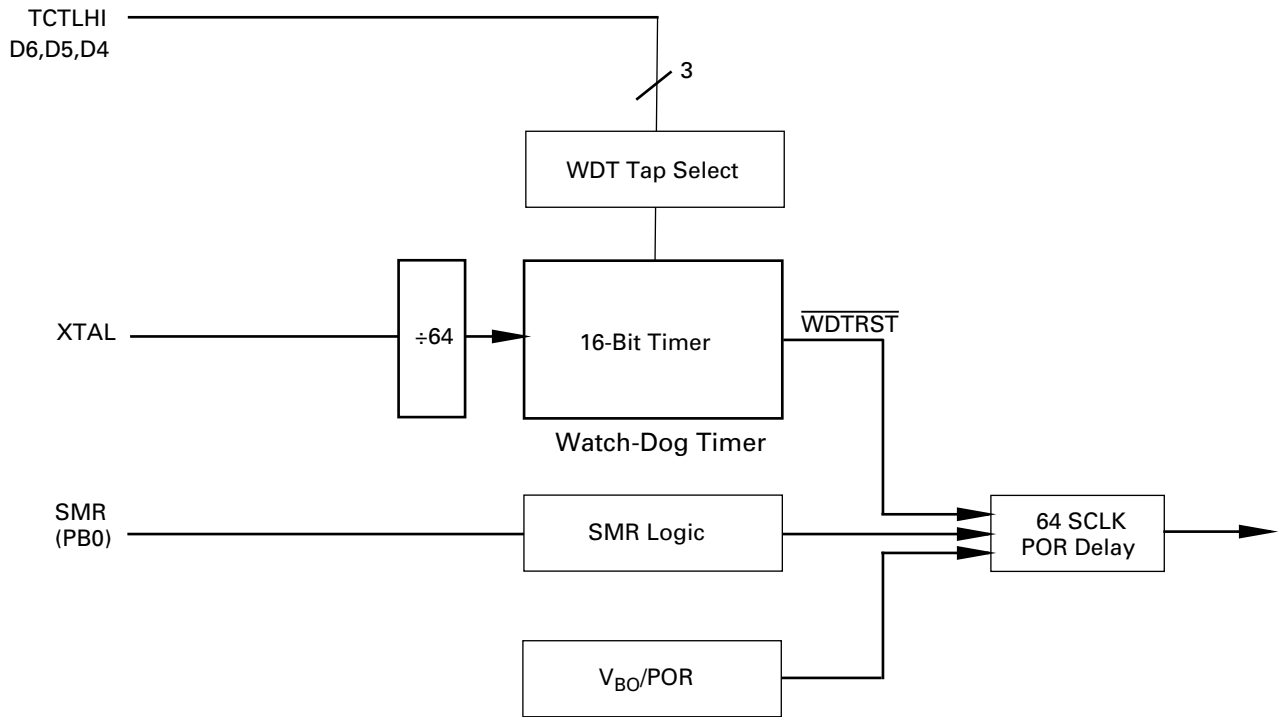 TCTLHI
D6,D5,D4
3
WDT Tap Select
XTAL
÷64
16-Bit Timer
WDTRST
Watch-Dog Timer
SMR
(PB0)
SMR Logic
64 SCLK
POR Delay
VBO/POR